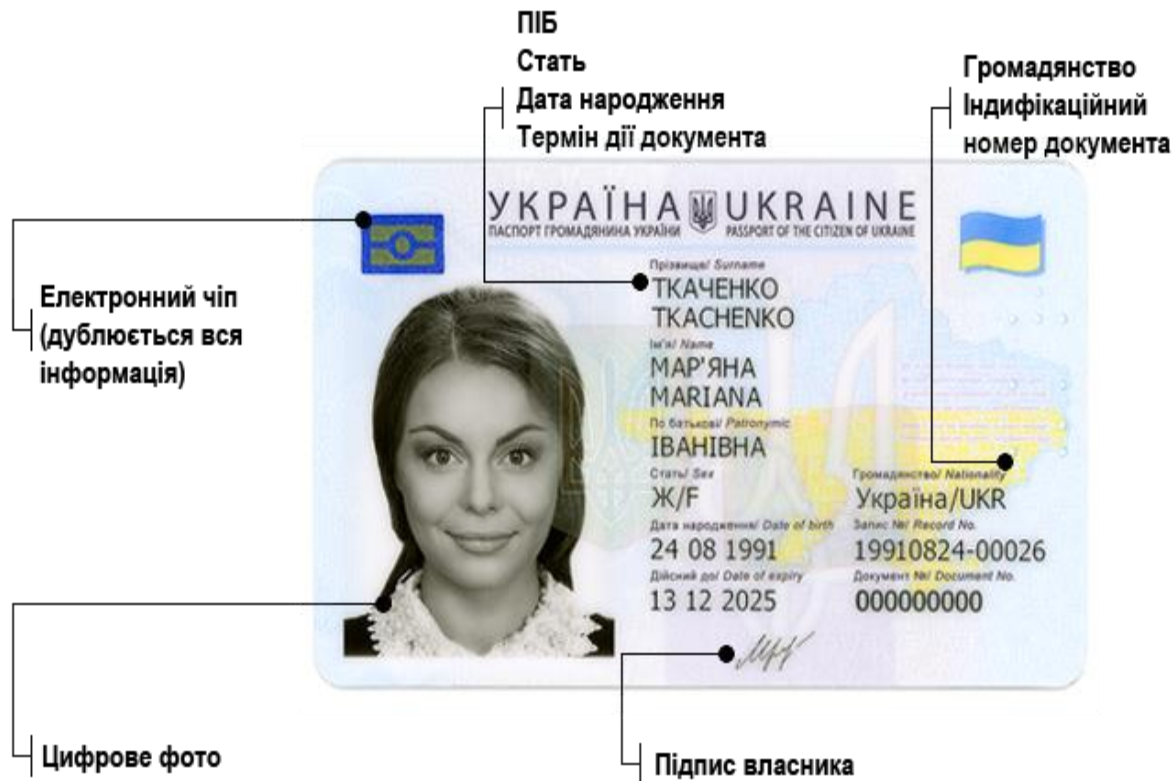 ПІБ
Стать
Дата народження
Термін дії документа
Громадянство
Індифікаційний
номер документа
Електронний чіп
(дублюється вся
інформація)
УКРАЇНА UKRAINE
ПАСПОРТ ГРОМАДЯНИНА УКРАЇНИ PASSPORT OF THE CITIZEN OF UKRAINE
Прізвище/ Surname
ТКАЧЕНКО
TKACHENKO
Ім'я/ Name
МАР'ЯНА
MARIANA
По батькові/ Patronymic
ІВАНІВНА
Стать/ Sex Громадянство/ Nationality
Ж/F Україна/UKR
Дата народження/ Date of birth Запис №/ Record No.
24 08 1991 19910824-00026
Дійсний до/ Date of expiry Документ №/ Document No.
13 12 2025 000000000
Цифрове фото
Підпис власника